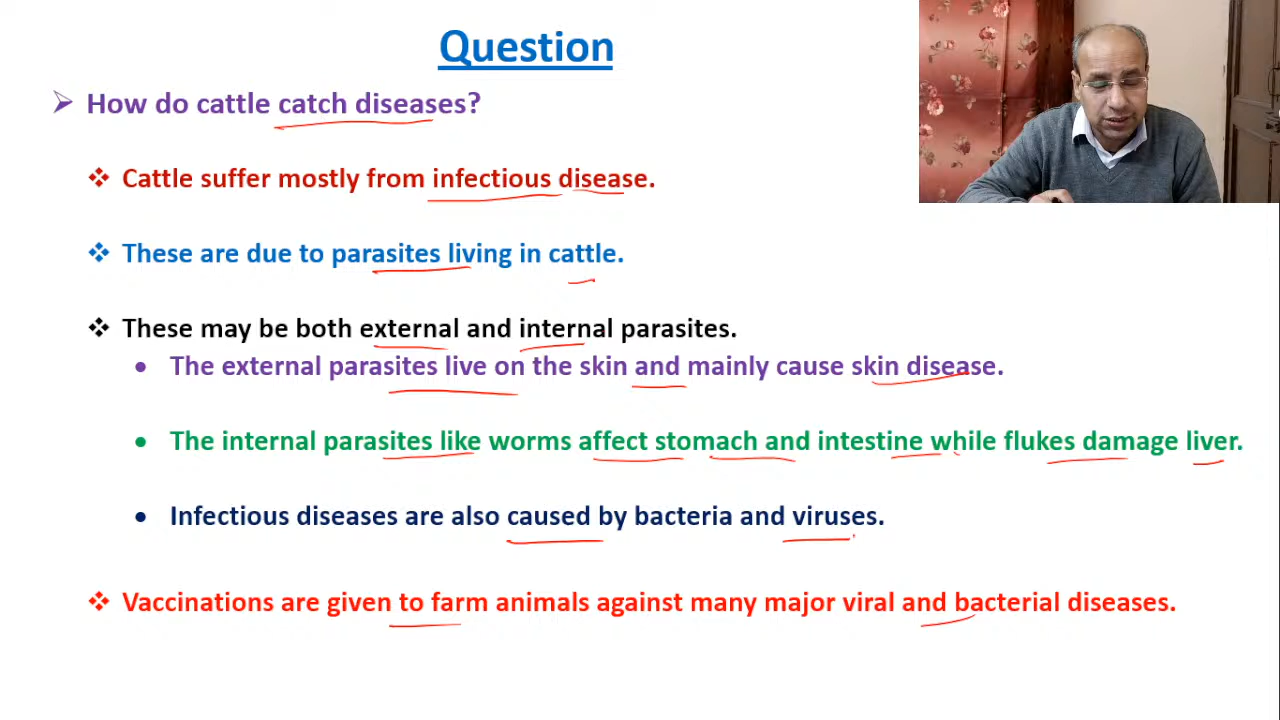 Question
How do cattle catch diseases?
Cattle suffer mostly from infectious disease.
These are due to parasites living in cattle.
These may be both external and internal parasites.
The external parasites live on the skin and mainly cause skin disease.
The internal parasites like worms affect stomach and intestine while flukes damage liver.
Infectious diseases are also caused by bacteria and viruses.
Vaccinations are given to farm animals against many major viral and bacterial diseases.